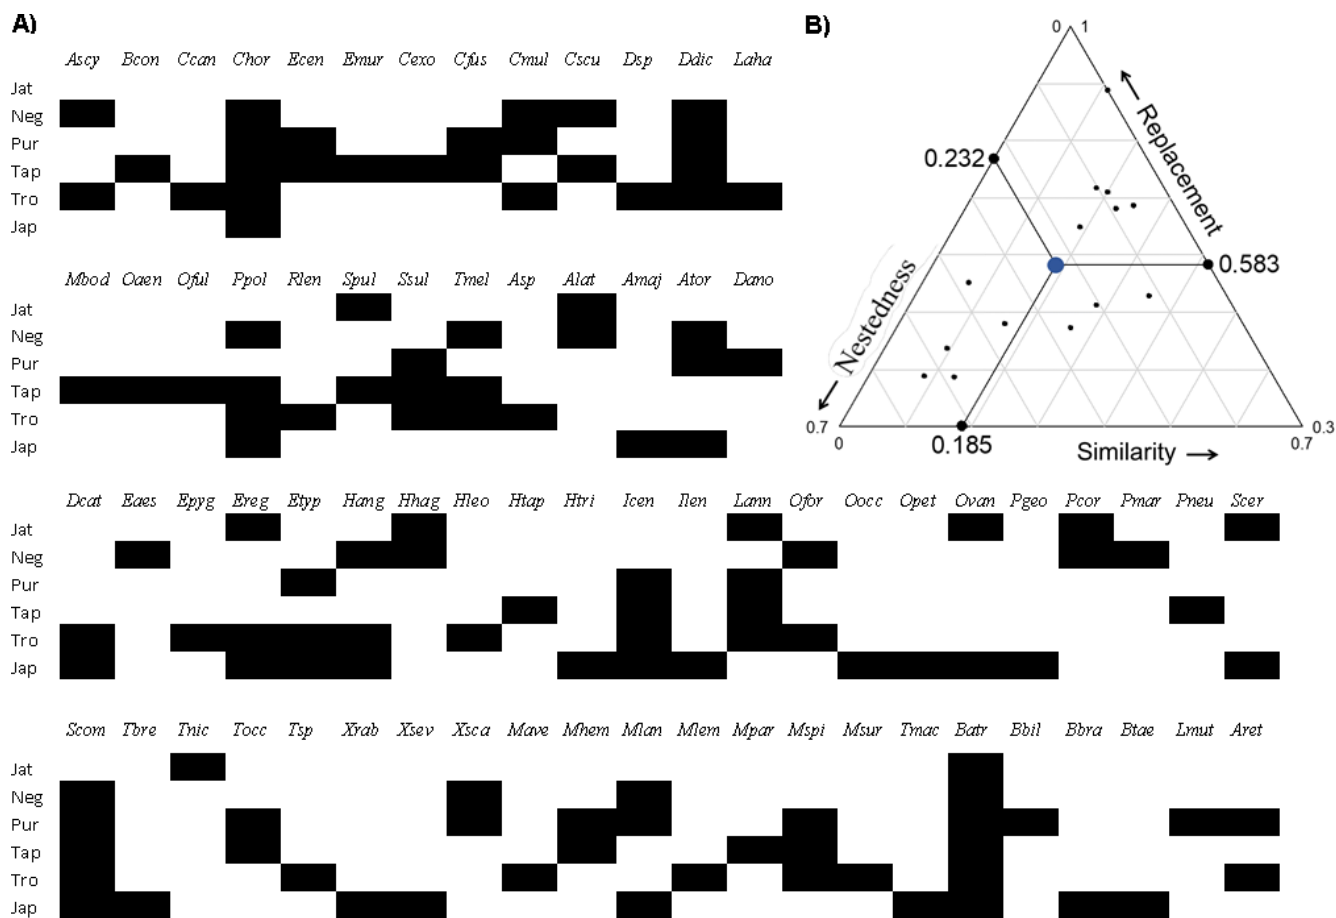 A)
Ascy Bcon Ccan Chor Ecen Emur Cexo Cfus Cmul Cscu Dsp Ddic Laha
Jat
Neg
Pur
Tap
Tro
Jap
Mbod Oaen Oful Ppol Rlen Spul Ssul Tmel Asp Alat Amaj Ator Dano
Jat
Neg
Pur
Tap
Tro
Jap
Dcat Eaes Epyg Ereg Etyp Hang Hhag Hleo Htap Htri Icen Ilen Lann Ofor Oocc Opet Ovan Pgeo Pcor Pmar Pneu Scer
Jat
Neg
Pur
Tap
Tro
Jap
Scom Tbre Tnic Tocc Tsp Xrab Xsev Xsca Mave Mhem Mlan Mlem Mpar Mspi Msur Tmac Batr Bbil Bbra Btae Lmut Aret
Jat
Neg
Pur
Tap
Tro
Jap
B)
0 1
Replacement
0.232
0.583
Nestedness
0.7 0
0.185
Similarity
0.7 0.3